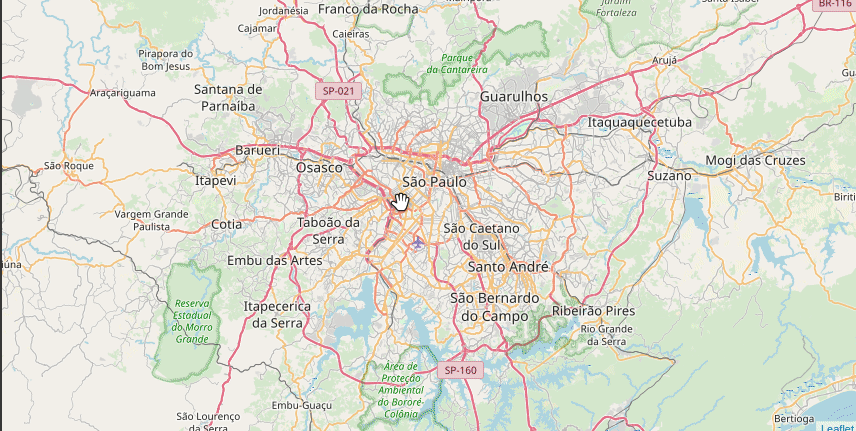 Franco da Rocha
Jordanésia
Cajamar
Caieiras
Jardim
Fortaleza
BR-116
Pirapora do
Bom Jesus
Parque
da Cantareira
Arujá
Araçariguama
Santana de
Parnaíba
SP-021
Guarulhos
Itaquaquecetuba
Barueri
São Roque
Itapevi
Osasco
São Paulo
Suzano
Mogi das Cruzes
Vargem Grande
Paulista
Cotia
Taboão da
Serra
São Caetano
do Sul
Embu das Artes
Santo André
Reserva
Estadual
do Morro
Grande
Itapecerica
da Serra
São Bernardo
do Campo
Ribeirão Pires
Rio Grande
da Serra
Área de
Proteção
Ambiental
do Bororé-
Colônia
SP-160
Embu-Guaçu
São Lourenço
da Serra
Bertioga
Leaflet